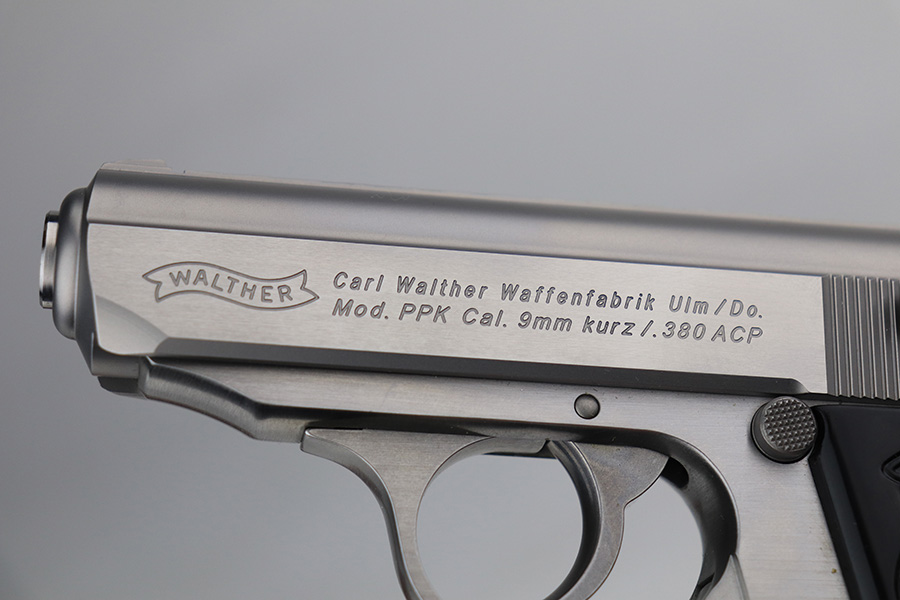 WALTHER
Carl Walther Waffenfabrik Ulm/Do.
Mod. PPK Cal. 9mm kurz/.380 ACP